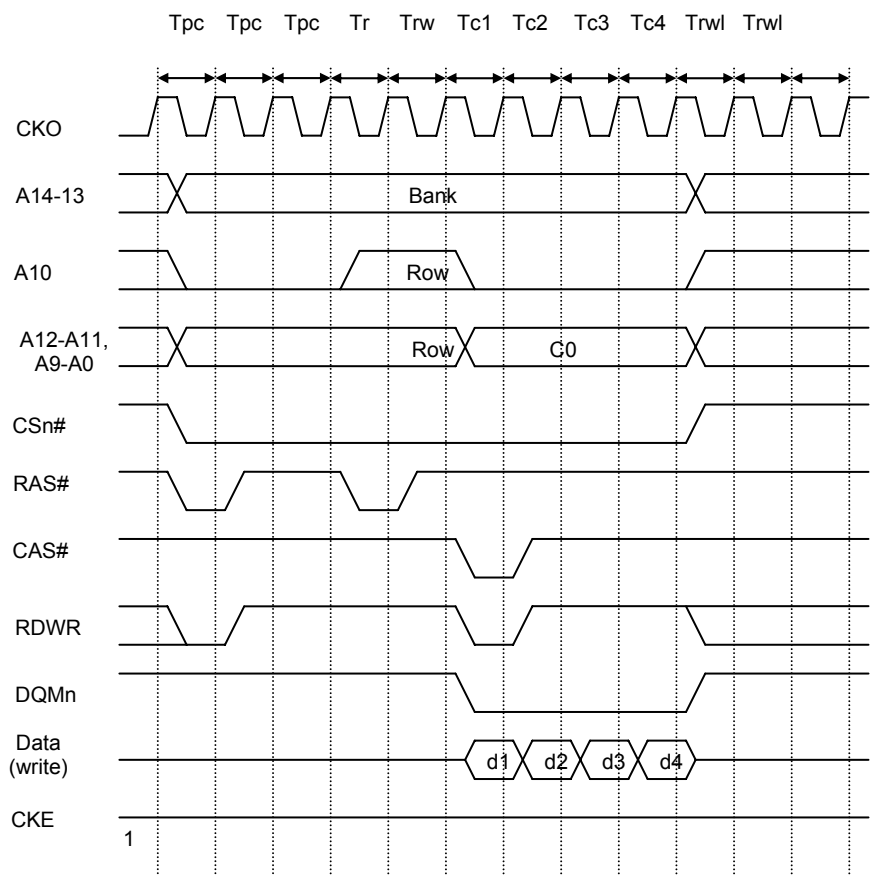 Tpc Tpc Tpc Tr Trw Tc1 Tc2 Tc3 Tc4 Trwl Trwl
CKO
A14-13 Bank
A10 Row
A12-A11,
A9-A0 Row C0
CSn#
RAS#
CAS#
RDWR
DQMn
Data
(write) d1 d2 d3 d4
CKE
1